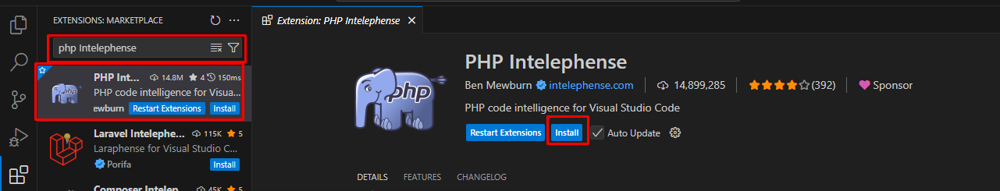 EXTENSIONS: MARKETPLACE
php Intelephense
PHP Int... 14.8M 4 150ms
PHP code intelligence for Visua...
ewburn Restart Extensions Install
Laravel Intelephe... 115K 5
Laraphense for Visual Studio C...
Porifa Install
Composer Intelep... 45K 5
Extension: PHP Intelephense
PHP Intelephense
Ben Mewburn intelephense.com 14,899,285 (392) Sponsor
PHP code intelligence for Visual Studio Code
Restart Extensions Install Auto Update
DETAILS FEATURES CHANGELOG
php